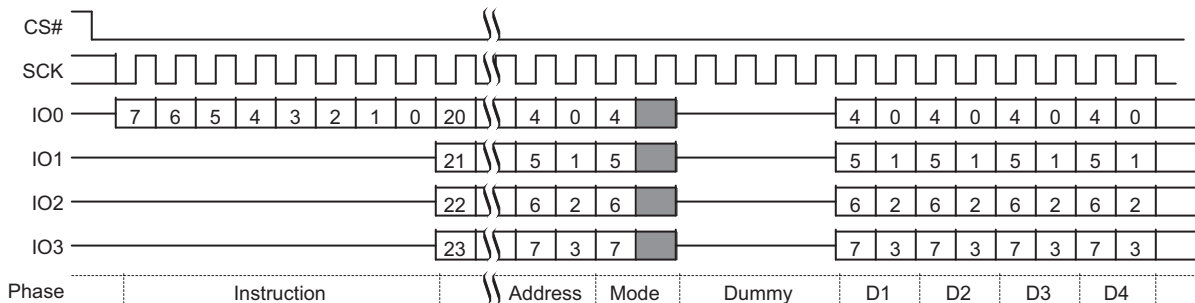 CS#
SCK
IO0 7 6 5 4 3 2 1 0 20 4 0 4 4 0 4 0 4 0 4 0
IO1 21 5 1 5 5 1 5 1 5 1 5 1
IO2 22 6 2 6 6 2 6 2 6 2 6 2
IO3 23 7 3 7 7 3 7 3 7 3 7 3
Phase Instruction Address Mode Dummy D1 D2 D3 D4